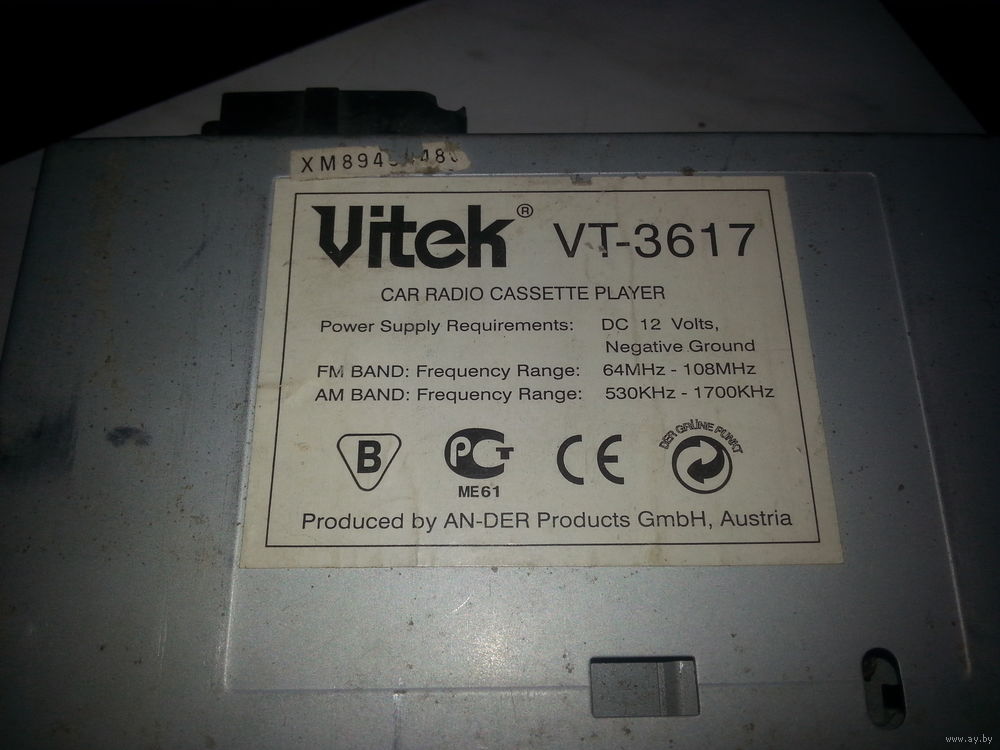 Vitek® VT-3617
CAR RADIO CASSETTE PLAYER
Power Supply Requirements: DC 12 Volts,
Negative Ground
FM BAND: Frequency Range: 64MHz - 108MHz
AM BAND: Frequency Range: 530KHz - 1700KHz
DER GRÜNE PUNKT
B PCT CE
ME61
Produced by AN-DER Products GmbH, Austria
www.ay.by